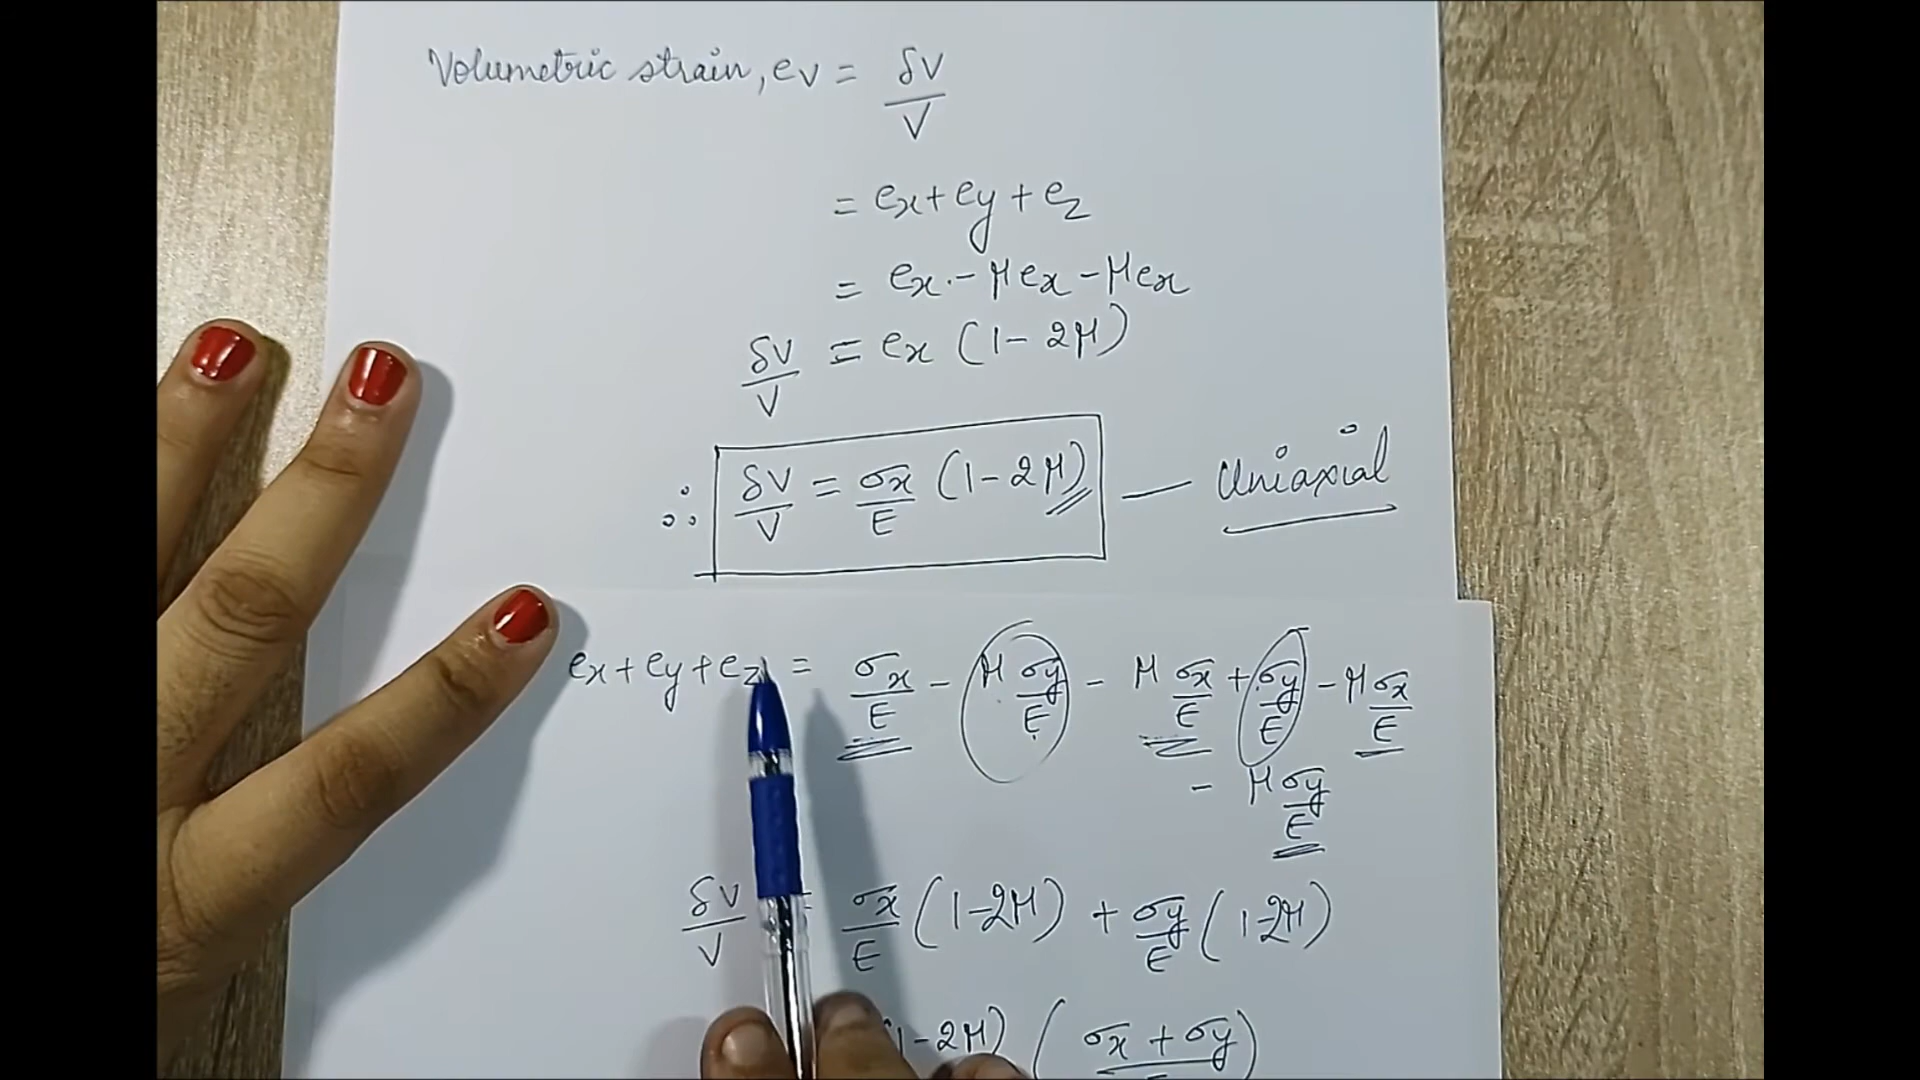 Volumetric strain, ev = δV/V
= ex + ey + ez
= ex - μex - μex
δV/V = ex (1 - 2μ)
∴ δV/V = σx/E (1 - 2μ) — Uniaxial
ex + ey + ez = σx/E - μ σy/E - μ σx/E + σy/E - μ σx/E
- μ σy/E
δV/V = σx/E (1 - 2μ) + σy/E (1 - 2μ)
1 - 2μ) (σx + σy)